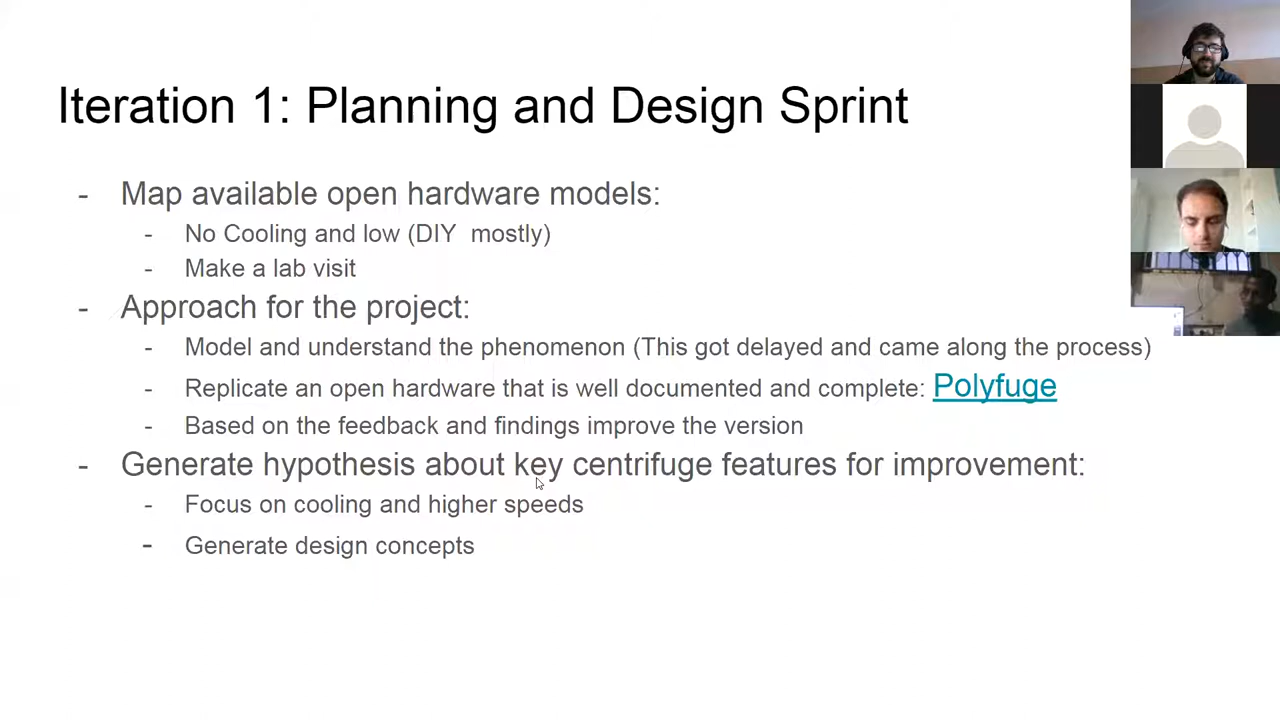 Iteration 1: Planning and Design Sprint
- Map available open hardware models:
- No Cooling and low (DIY mostly)
- Make a lab visit
- Approach for the project:
- Model and understand the phenomenon (This got delayed and came along the process)
- Replicate an open hardware that is well documented and complete: Polyfuge
- Based on the feedback and findings improve the version
- Generate hypothesis about key centrifuge features for improvement:
- Focus on cooling and higher speeds
- Generate design concepts